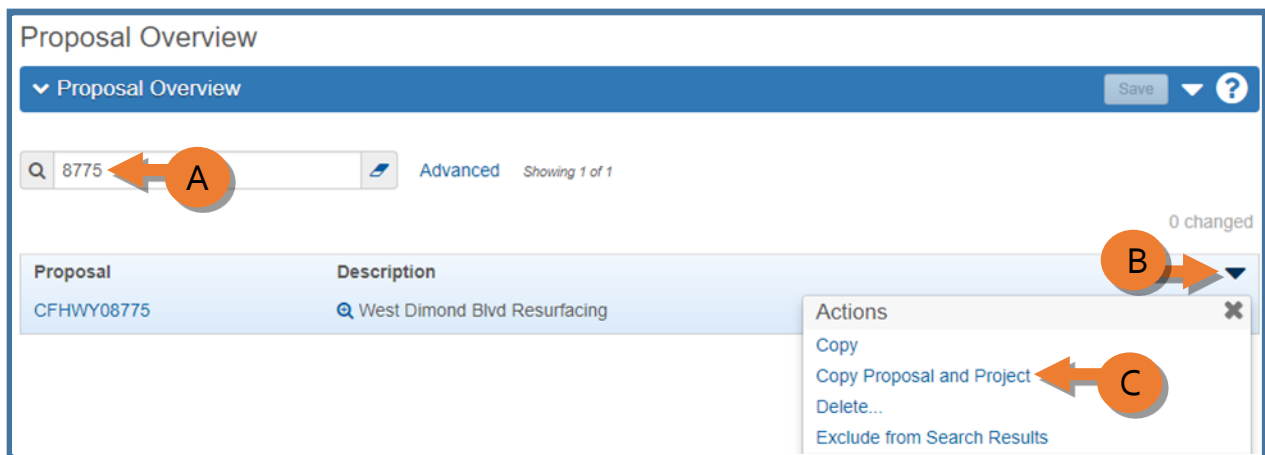 Proposal Overview
Proposal Overview Save ?
8775 A Advanced Showing 1 of 1
0 changed
Proposal Description B
CFHWY08775 West Dimond Blvd Resurfacing
Actions
Copy
Copy Proposal and Project C
Delete...
Exclude from Search Results